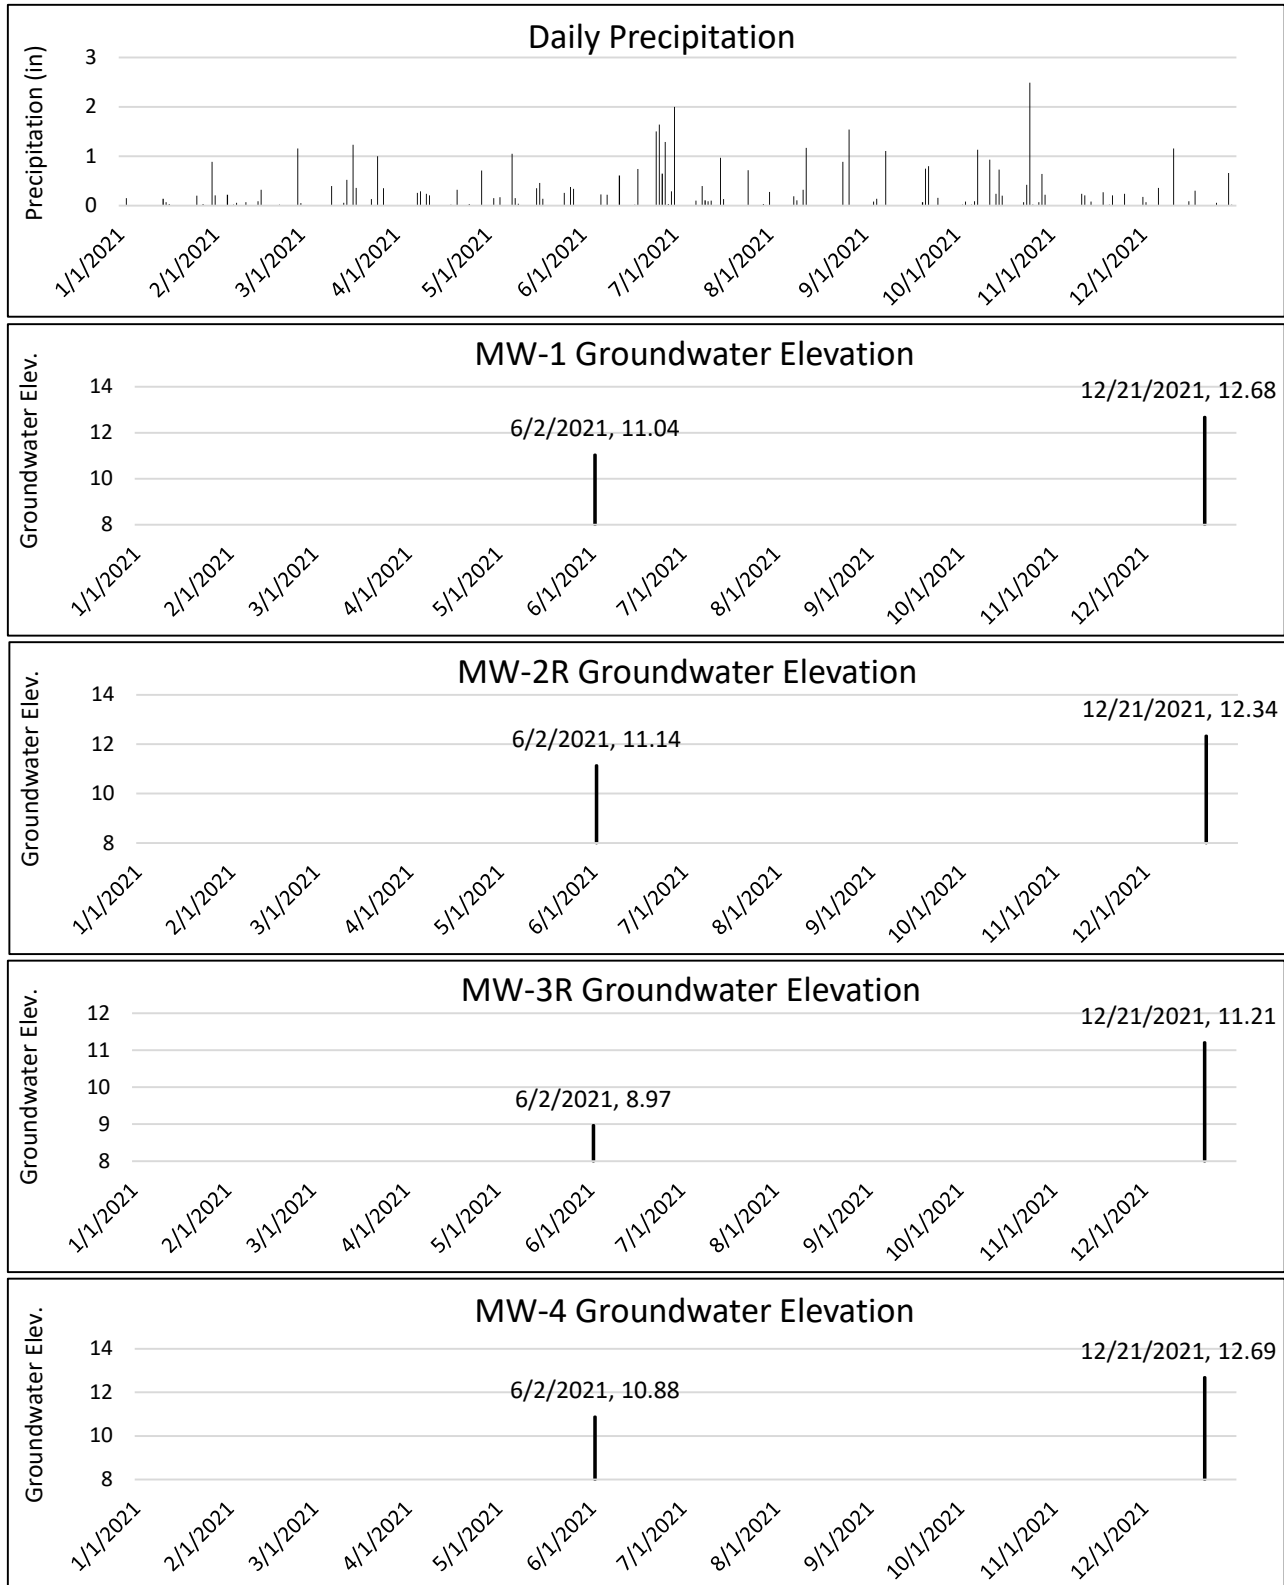 Daily Precipitation
Precipitation (in)
3
2
1
0
1/1/2021 2/1/2021 3/1/2021 4/1/2021 5/1/2021 6/1/2021 7/1/2021 8/1/2021 9/1/2021 10/1/2021 11/1/2021 12/1/2021
MW-1 Groundwater Elevation
Groundwater Elev.
14
12
10
8
6/2/2021, 11.04
12/21/2021, 12.68
1/1/2021 2/1/2021 3/1/2021 4/1/2021 5/1/2021 6/1/2021 7/1/2021 8/1/2021 9/1/2021 10/1/2021 11/1/2021 12/1/2021
MW-2R Groundwater Elevation
Groundwater Elev.
14
12
10
8
6/2/2021, 11.14
12/21/2021, 12.34
1/1/2021 2/1/2021 3/1/2021 4/1/2021 5/1/2021 6/1/2021 7/1/2021 8/1/2021 9/1/2021 10/1/2021 11/1/2021 12/1/2021
MW-3R Groundwater Elevation
Groundwater Elev.
12
11
10
9
8
6/2/2021, 8.97
12/21/2021, 11.21
1/1/2021 2/1/2021 3/1/2021 4/1/2021 5/1/2021 6/1/2021 7/1/2021 8/1/2021 9/1/2021 10/1/2021 11/1/2021 12/1/2021
MW-4 Groundwater Elevation
Groundwater Elev.
14
12
10
8
6/2/2021, 10.88
12/21/2021, 12.69
1/1/2021 2/1/2021 3/1/2021 4/1/2021 5/1/2021 6/1/2021 7/1/2021 8/1/2021 9/1/2021 10/1/2021 11/1/2021 12/1/2021